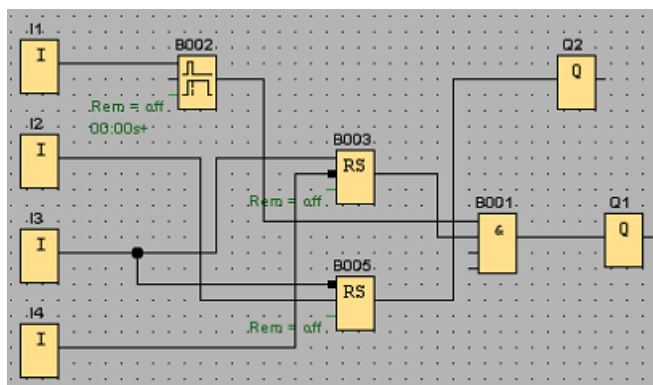 I1
I
B002
Rem = off
00:00s+
Q2
Q
I2
I
B003
RS
Rem = off
I3
I
B001
&
Q1
Q
B005
RS
Rem = off
I4
I